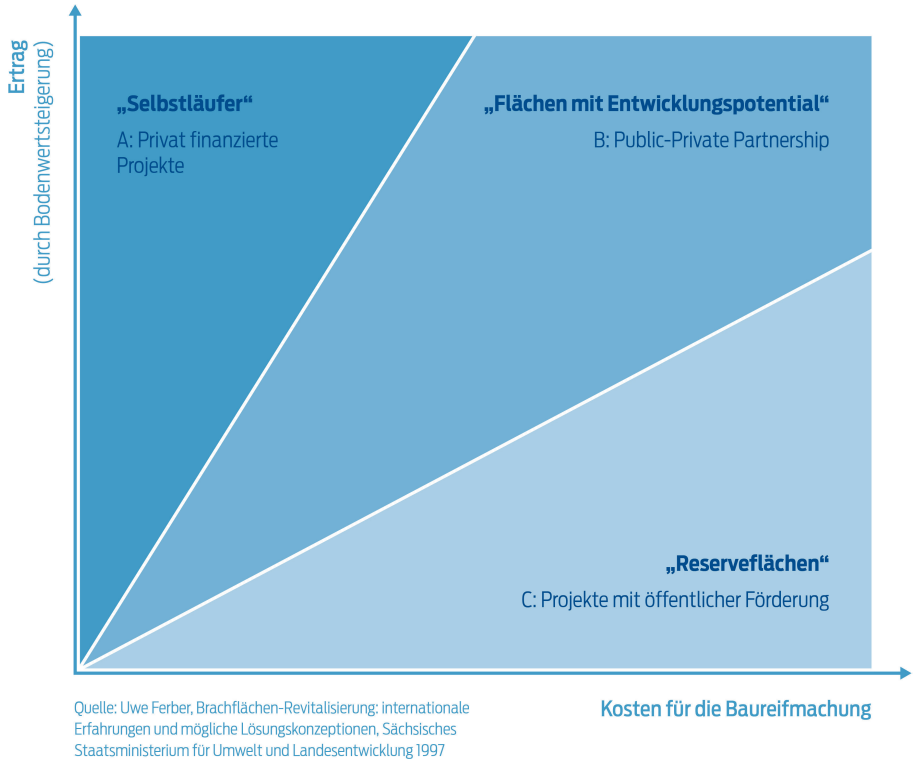 Ertrag
(durch Bodenwertsteigerung)
„Selbstläufer“
A: Privat finanzierte
Projekte
„Flächen mit Entwicklungspotential“
B: Public-Private Partnership
„Reserveflächen“
C: Projekte mit öffentlicher Förderung
Kosten für die Baureifmachung
Quelle: Uwe Ferber, Brachflächen-Revitalisierung: internationale
Erfahrungen und mögliche Lösungskonzeptionen, Sächsisches
Staatsministerium für Umwelt und Landesentwicklung 1997